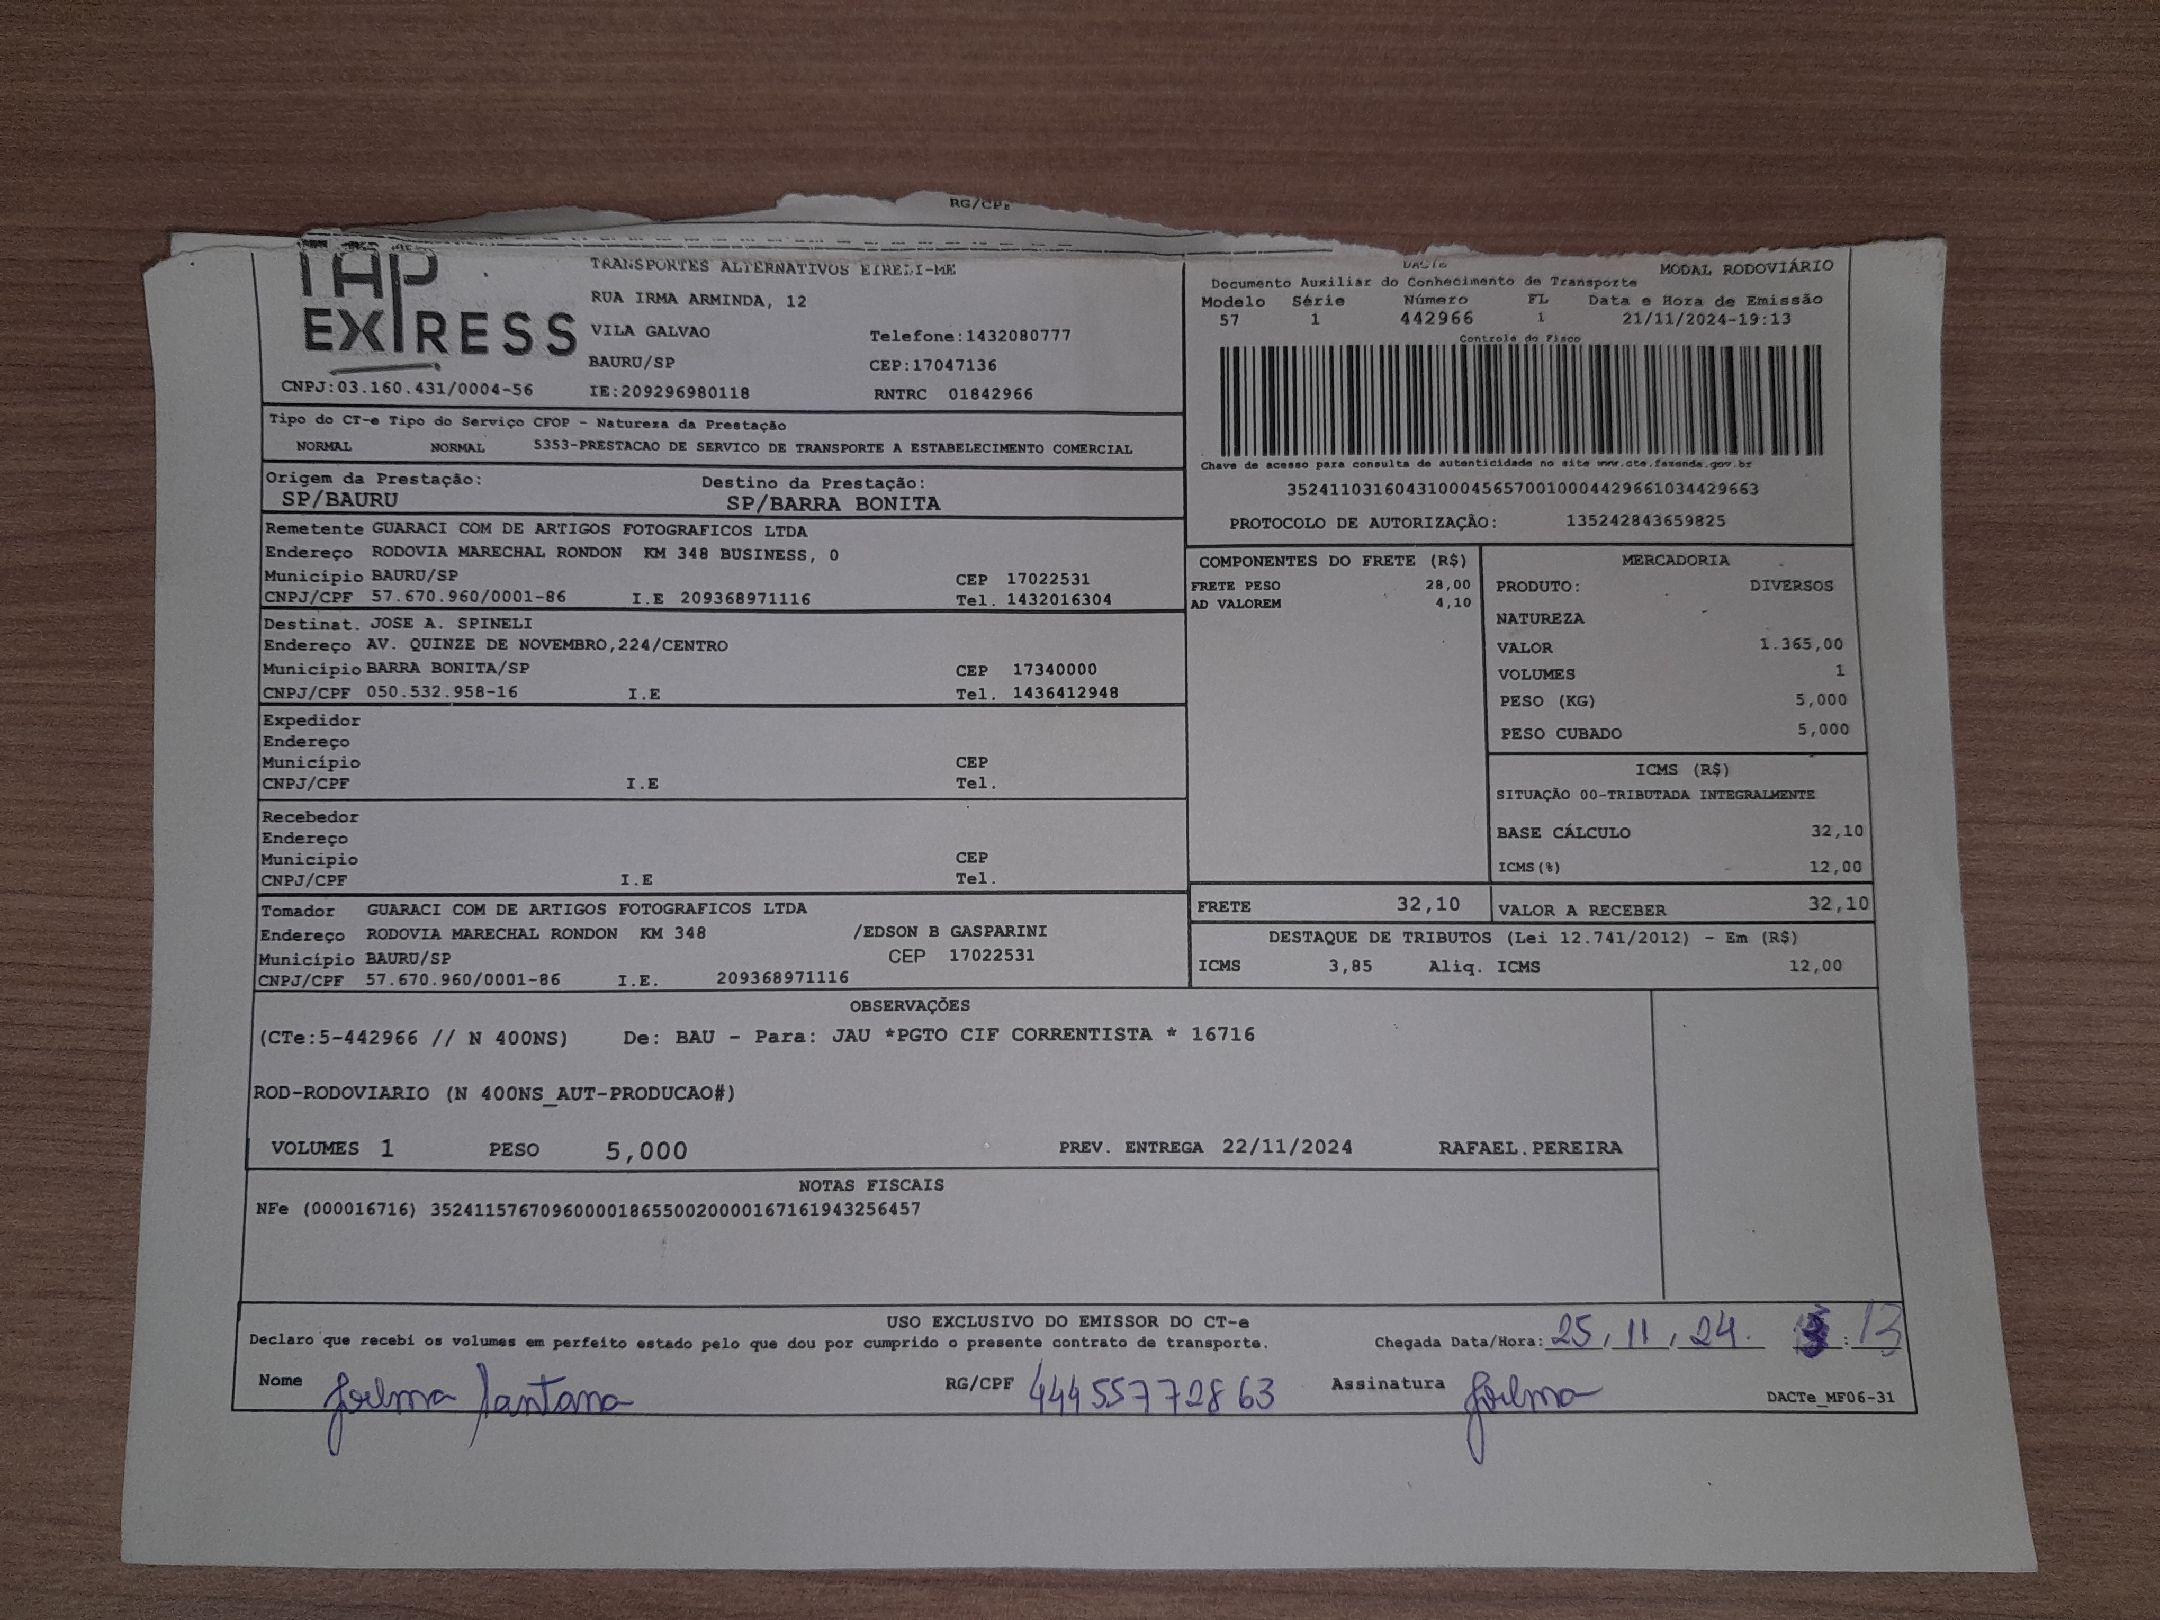 RG/CPF
TAP
EXPRESS
TRANSPORTES ALTERNATIVOS EIRELI-ME
RUA IRMA ARMINDA, 12
VILA GALVAO Telefone:1432080777
BAURU/SP CEP:17047136
CNPJ:03.160.431/0004-56 IE:209296980118 RNTRC 01842966
DACTE MODAL RODOVIÁRIO
Documento Auxiliar do Conhecimento de Transporte
Modelo Série Número FL Data e Hora de Emissão
57 1 442966 1 21/11/2024-19:13
Controle do Fisco
Chave de acesso para consulta de autenticidade no site www.cte.fazenda.gov.br
35241103160431000456570010004429661034429663
PROTOCOLO DE AUTORIZAÇÃO: 135242843659825
Tipo do CT-e Tipo do Serviço CFOP - Natureza da Prestação
NORMAL NORMAL 5353-PRESTACAO DE SERVICO DE TRANSPORTE A ESTABELECIMENTO COMERCIAL
Origem da Prestação: Destino da Prestação:
SP/BAURU SP/BARRA BONITA
Remetente GUARACI COM DE ARTIGOS FOTOGRAFICOS LTDA
Endereço RODOVIA MARECHAL RONDON KM 348 BUSINESS, 0
Município BAURU/SP CEP 17022531
CNPJ/CPF 57.670.960/0001-86 I.E 209368971116 Tel. 1432016304
Destinat. JOSE A. SPINELI
Endereço AV. QUINZE DE NOVEMBRO,224/CENTRO
Município BARRA BONITA/SP CEP 17340000
CNPJ/CPF 050.532.958-16 I.E Tel. 1436412948
Expedidor
Endereço
Município CEP
CNPJ/CPF I.E Tel.
Recebedor
Endereço
Município CEP
CNPJ/CPF I.E Tel.
Tomador GUARACI COM DE ARTIGOS FOTOGRAFICOS LTDA
Endereço RODOVIA MARECHAL RONDON KM 348 /EDSON B GASPARINI
Município BAURU/SP CEP 17022531
CNPJ/CPF 57.670.960/0001-86 I.E. 209368971116
COMPONENTES DO FRETE (R$)
FRETE PESO 28,00
AD VALOREM 4,10
MERCADORIA
PRODUTO: DIVERSOS
NATUREZA
VALOR 1.365,00
VOLUMES 1
PESO (KG) 5,000
PESO CUBADO 5,000
ICMS (R$)
SITUAÇÃO 00-TRIBUTADA INTEGRALMENTE
BASE CÁLCULO 32,10
ICMS(%) 12,00
FRETE 32,10 VALOR A RECEBER 32,10
DESTAQUE DE TRIBUTOS (Lei 12.741/2012) - Em (R$)
ICMS 3,85 Aliq. ICMS 12,00
OBSERVAÇÕES
(CTe:5-442966 // N 400NS) De: BAU - Para: JAU *PGTO CIF CORRENTISTA * 16716
ROD-RODOVIARIO (N 400NS_AUT-PRODUCAO#)
VOLUMES 1 PESO 5,000 PREV. ENTREGA 22/11/2024 RAFAEL.PEREIRA
NOTAS FISCAIS
NFe (000016716) 35241157670960000186550020000167161943256457
USO EXCLUSIVO DO EMISSOR DO CT-e
Declaro que recebi os volumes em perfeito estado pelo que dou por cumprido o presente contrato de transporte. Chegada Data/Hora: 25, 11, 24. : 13
Nome Joelma Santana RG/CPF 44455772863 Assinatura Joelma DACTe_MF06-31